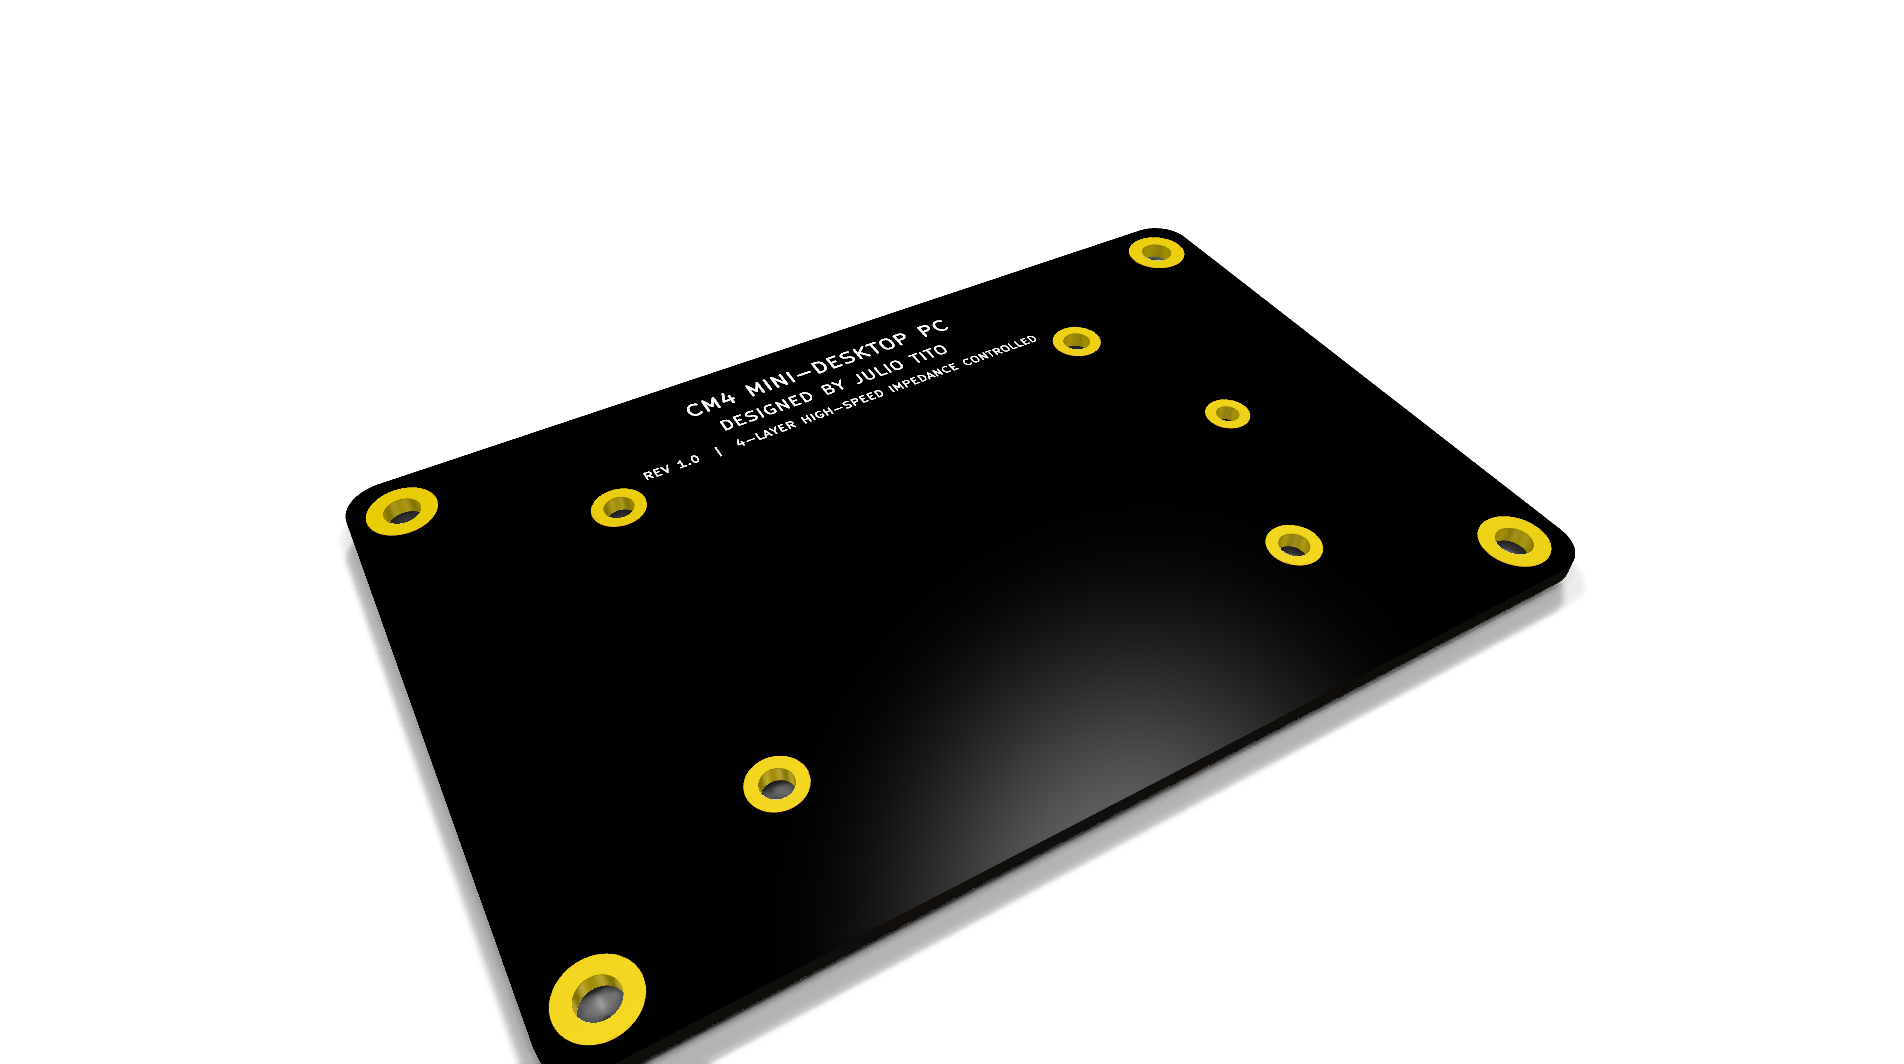 CM4 MINI-DESKTOP PC
DESIGNED BY JULIO TITO
REV 1.0 | 4-LAYER HIGH-SPEED IMPEDANCE CONTROLLED